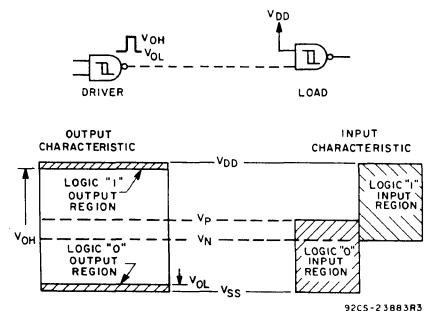 VDD
VOH
VOL
DRIVER
LOAD
OUTPUT
CHARACTERISTIC
INPUT
CHARACTERISTIC
VDD
LOGIC "1"
OUTPUT
REGION
LOGIC "1"
INPUT
REGION
VP
VOH
VN
LOGIC "0"
OUTPUT
REGION
LOGIC "0"
INPUT
REGION
VOL
VSS
92CS-23883R3